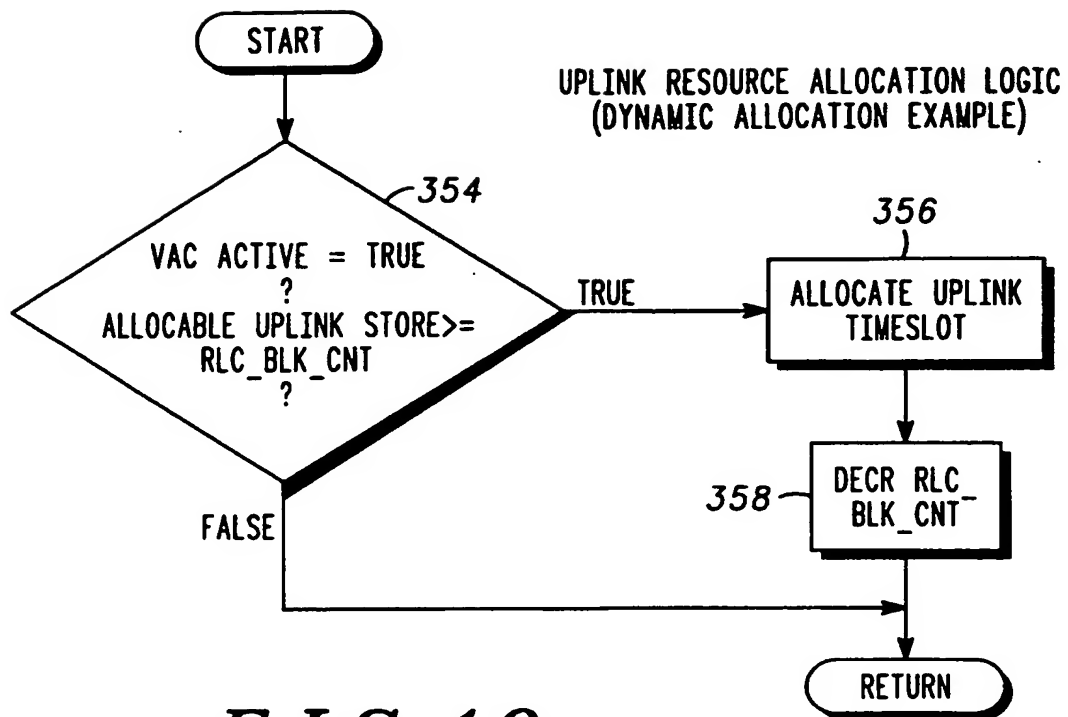 START
UPLINK RESOURCE ALLOCATION LOGIC
(DYNAMIC ALLOCATION EXAMPLE)
354
VAC ACTIVE = TRUE
?
ALLOCABLE UPLINK STORE>=
RLC_BLK_CNT
?
TRUE
356
ALLOCATE UPLINK
TIMESLOT
358
DECR RLC_
BLK_CNT
FALSE
RETURN